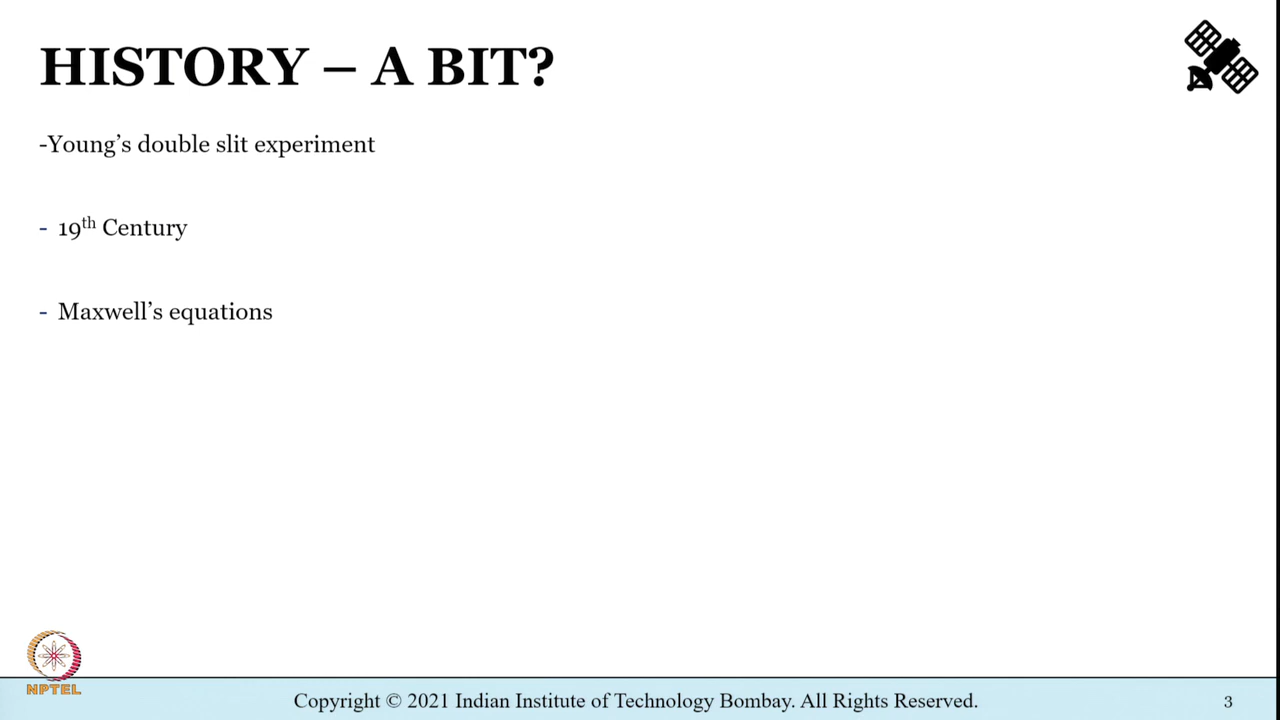 HISTORY – A BIT?
-Young’s double slit experiment
- 19th Century
- Maxwell’s equations
NPTEL
Copyright © 2021 Indian Institute of Technology Bombay. All Rights Reserved.
3